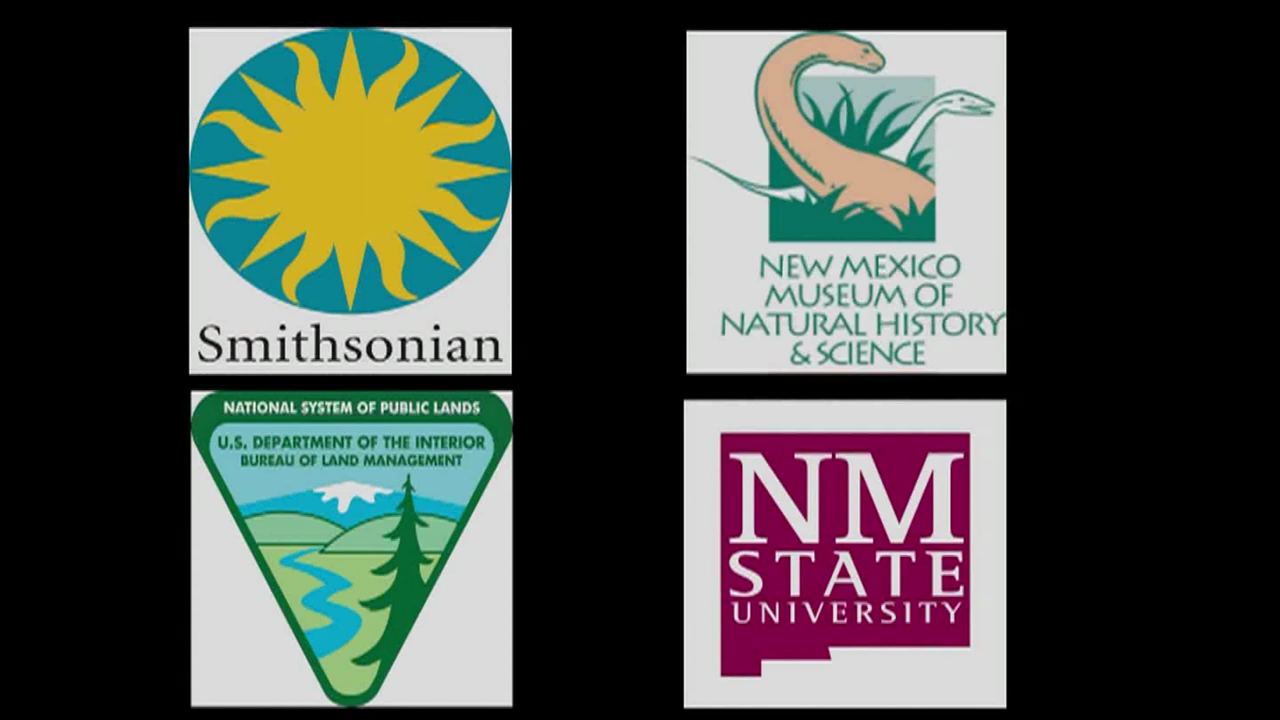 Smithsonian
NEW MEXICO
MUSEUM OF
NATURAL HISTORY
& SCIENCE
NATIONAL SYSTEM OF PUBLIC LANDS
U.S. DEPARTMENT OF THE INTERIOR
BUREAU OF LAND MANAGEMENT
NM
STATE
UNIVERSITY